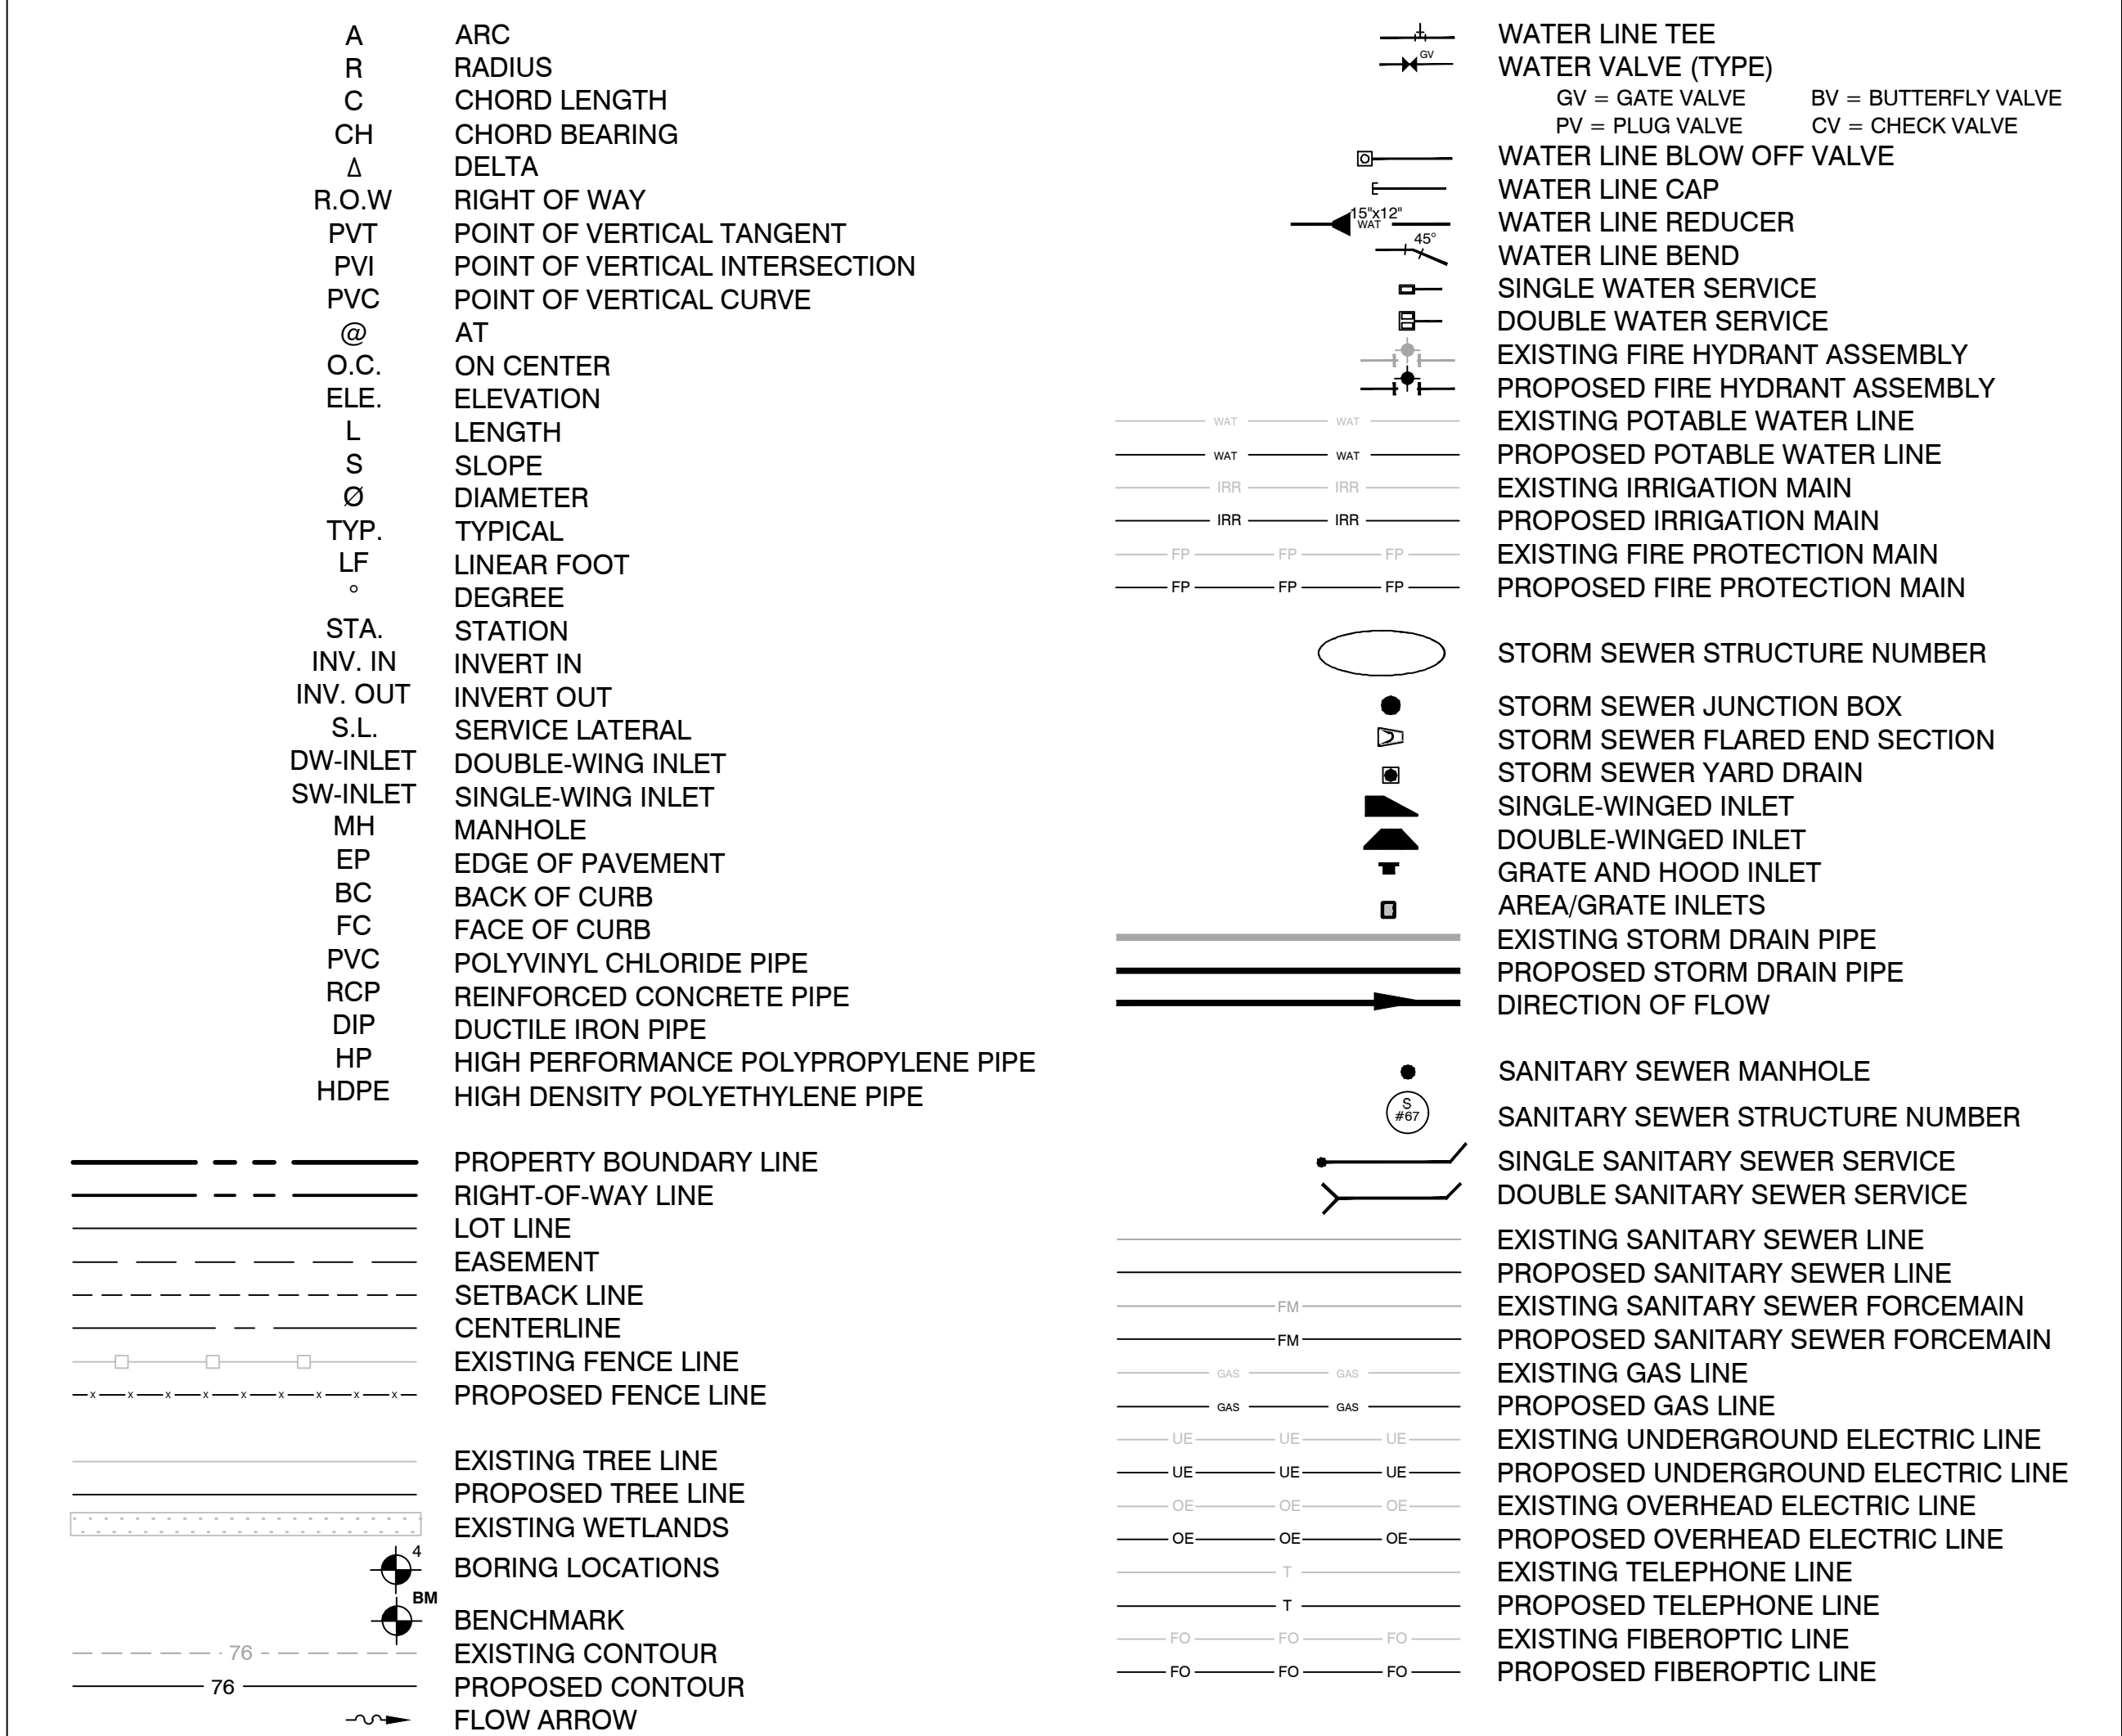 A ARC
R RADIUS
C CHORD LENGTH
CH CHORD BEARING
Δ DELTA
R.O.W RIGHT OF WAY
PVT POINT OF VERTICAL TANGENT
PVI POINT OF VERTICAL INTERSECTION
PVC POINT OF VERTICAL CURVE
@ AT
O.C. ON CENTER
ELE. ELEVATION
L LENGTH
S SLOPE
Ø DIAMETER
TYP. TYPICAL
LF LINEAR FOOT
° DEGREE
STA. STATION
INV. IN INVERT IN
INV. OUT INVERT OUT
S.L. SERVICE LATERAL
DW-INLET DOUBLE-WING INLET
SW-INLET SINGLE-WING INLET
MH MANHOLE
EP EDGE OF PAVEMENT
BC BACK OF CURB
FC FACE OF CURB
PVC POLYVINYL CHLORIDE PIPE
RCP REINFORCED CONCRETE PIPE
DIP DUCTILE IRON PIPE
HP HIGH PERFORMANCE POLYPROPYLENE PIPE
HDPE HIGH DENSITY POLYETHYLENE PIPE
PROPERTY BOUNDARY LINE
RIGHT-OF-WAY LINE
LOT LINE
EASEMENT
SETBACK LINE
CENTERLINE
EXISTING FENCE LINE
x x x x x x x x x PROPOSED FENCE LINE
EXISTING TREE LINE
PROPOSED TREE LINE
EXISTING WETLANDS
4 BORING LOCATIONS
BM BENCHMARK
76 EXISTING CONTOUR
76 PROPOSED CONTOUR
FLOW ARROW
WATER LINE TEE
GV WATER VALVE (TYPE)
GV = GATE VALVE BV = BUTTERFLY VALVE
PV = PLUG VALVE CV = CHECK VALVE
WATER LINE BLOW OFF VALVE
WATER LINE CAP
15"x12" WAT WATER LINE REDUCER
45° WATER LINE BEND
SINGLE WATER SERVICE
DOUBLE WATER SERVICE
EXISTING FIRE HYDRANT ASSEMBLY
PROPOSED FIRE HYDRANT ASSEMBLY
WAT WAT EXISTING POTABLE WATER LINE
WAT WAT PROPOSED POTABLE WATER LINE
IRR IRR EXISTING IRRIGATION MAIN
IRR IRR PROPOSED IRRIGATION MAIN
FP FP FP EXISTING FIRE PROTECTION MAIN
FP FP FP PROPOSED FIRE PROTECTION MAIN
STORM SEWER STRUCTURE NUMBER
STORM SEWER JUNCTION BOX
STORM SEWER FLARED END SECTION
STORM SEWER YARD DRAIN
SINGLE-WINGED INLET
DOUBLE-WINGED INLET
GRATE AND HOOD INLET
AREA/GRATE INLETS
EXISTING STORM DRAIN PIPE
PROPOSED STORM DRAIN PIPE
DIRECTION OF FLOW
SANITARY SEWER MANHOLE
S
#67 SANITARY SEWER STRUCTURE NUMBER
SINGLE SANITARY SEWER SERVICE
DOUBLE SANITARY SEWER SERVICE
EXISTING SANITARY SEWER LINE
PROPOSED SANITARY SEWER LINE
FM EXISTING SANITARY SEWER FORCEMAIN
FM PROPOSED SANITARY SEWER FORCEMAIN
GAS GAS EXISTING GAS LINE
GAS GAS PROPOSED GAS LINE
UE UE UE EXISTING UNDERGROUND ELECTRIC LINE
UE UE UE PROPOSED UNDERGROUND ELECTRIC LINE
OE OE OE EXISTING OVERHEAD ELECTRIC LINE
OE OE OE PROPOSED OVERHEAD ELECTRIC LINE
T EXISTING TELEPHONE LINE
T PROPOSED TELEPHONE LINE
FO FO FO EXISTING FIBEROPTIC LINE
FO FO FO PROPOSED FIBEROPTIC LINE